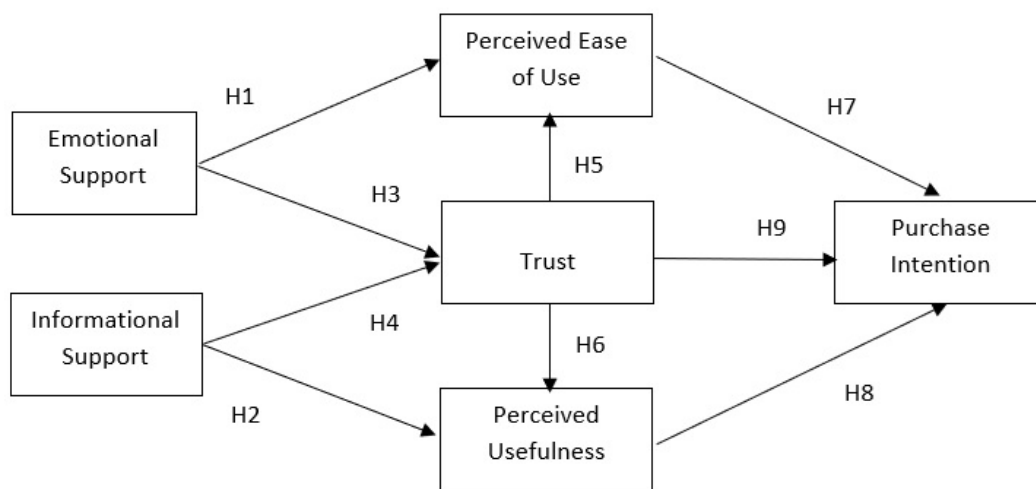 Perceived Ease
of Use
H1
H7
Emotional
Support
H5
H3
Purchase
Intention
H9
Trust
Informational
Support
H4
H6
H8
H2
Perceived
Usefulness